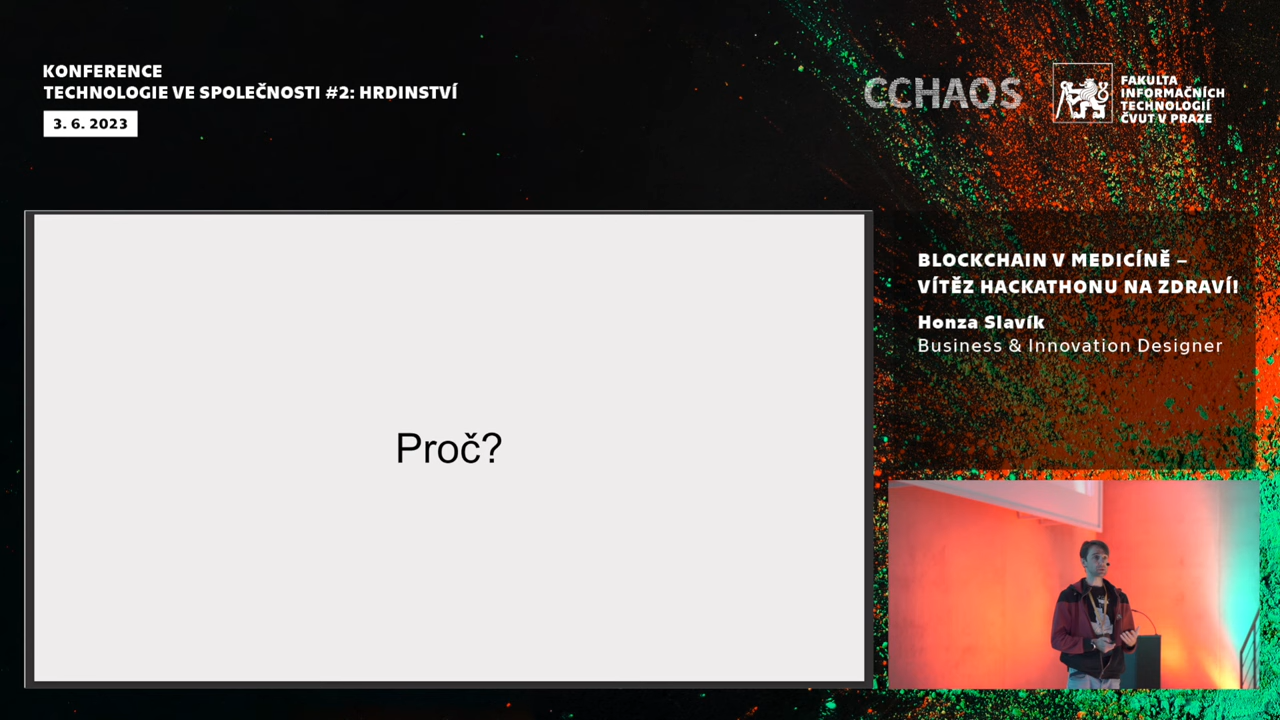 KONFERENCE
TECHNOLOGIE VE SPOLEČNOSTI #2: HRDINSTVÍ
3. 6. 2023
CCHAOS
FAKULTA
INFORMAČNÍCH
TECHNOLOGIÍ
ČVUT V PRAZE
Proč?
BLOCKCHAIN V MEDICÍNĚ –
VÍTĚZ HACKATHONU NA ZDRAVÍ!
Honza Slavík
Business & Innovation Designer